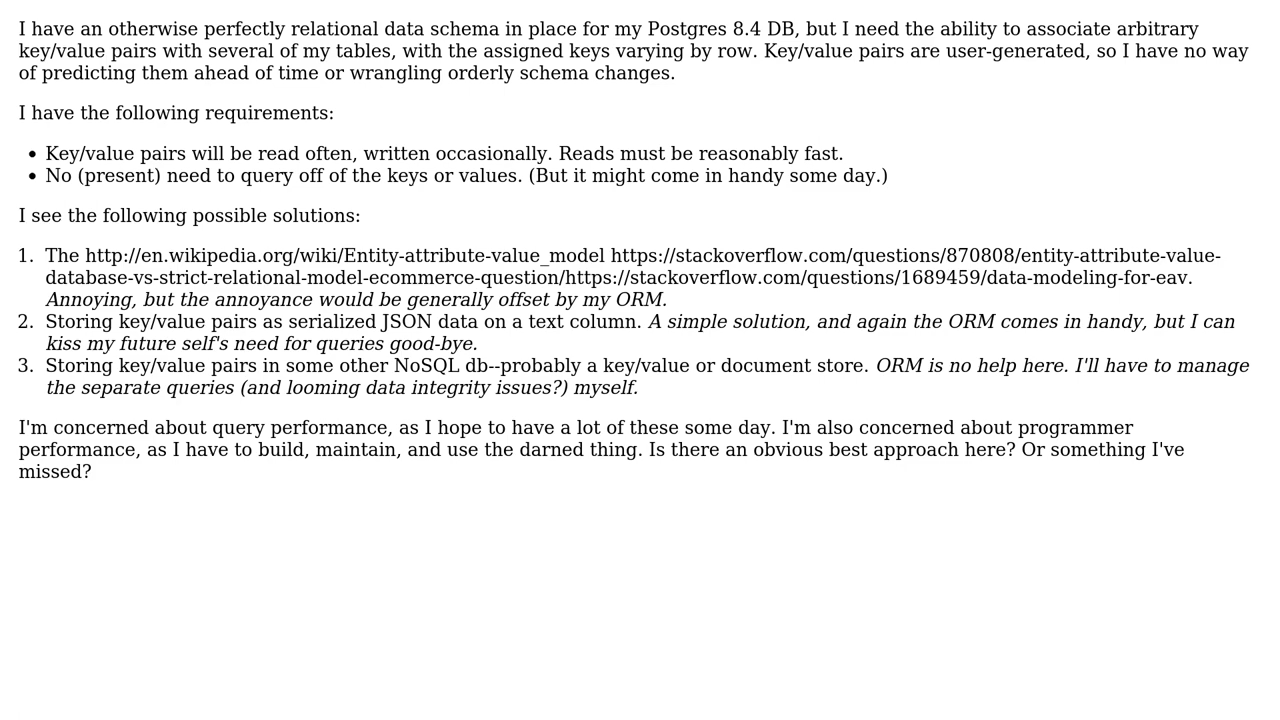 I have an otherwise perfectly relational data schema in place for my Postgres 8.4 DB, but I need the ability to associate arbitrary
key/value pairs with several of my tables, with the assigned keys varying by row. Key/value pairs are user-generated, so I have no way
of predicting them ahead of time or wrangling orderly schema changes.
I have the following requirements:
• Key/value pairs will be read often, written occasionally. Reads must be reasonably fast.
• No (present) need to query off of the keys or values. (But it might come in handy some day.)
I see the following possible solutions:
1. The http://en.wikipedia.org/wiki/Entity-attribute-value_model https://stackoverflow.com/questions/870808/entity-attribute-value-
database-vs-strict-relational-model-ecommerce-question/https://stackoverflow.com/questions/1689459/data-modeling-for-eav.
Annoying, but the annoyance would be generally offset by my ORM.
2. Storing key/value pairs as serialized JSON data on a text column. A simple solution, and again the ORM comes in handy, but I can
kiss my future self's need for queries good-bye.
3. Storing key/value pairs in some other NoSQL db--probably a key/value or document store. ORM is no help here. I'll have to manage
the separate queries (and looming data integrity issues?) myself.
I'm concerned about query performance, as I hope to have a lot of these some day. I'm also concerned about programmer
performance, as I have to build, maintain, and use the darned thing. Is there an obvious best approach here? Or something I've
missed?